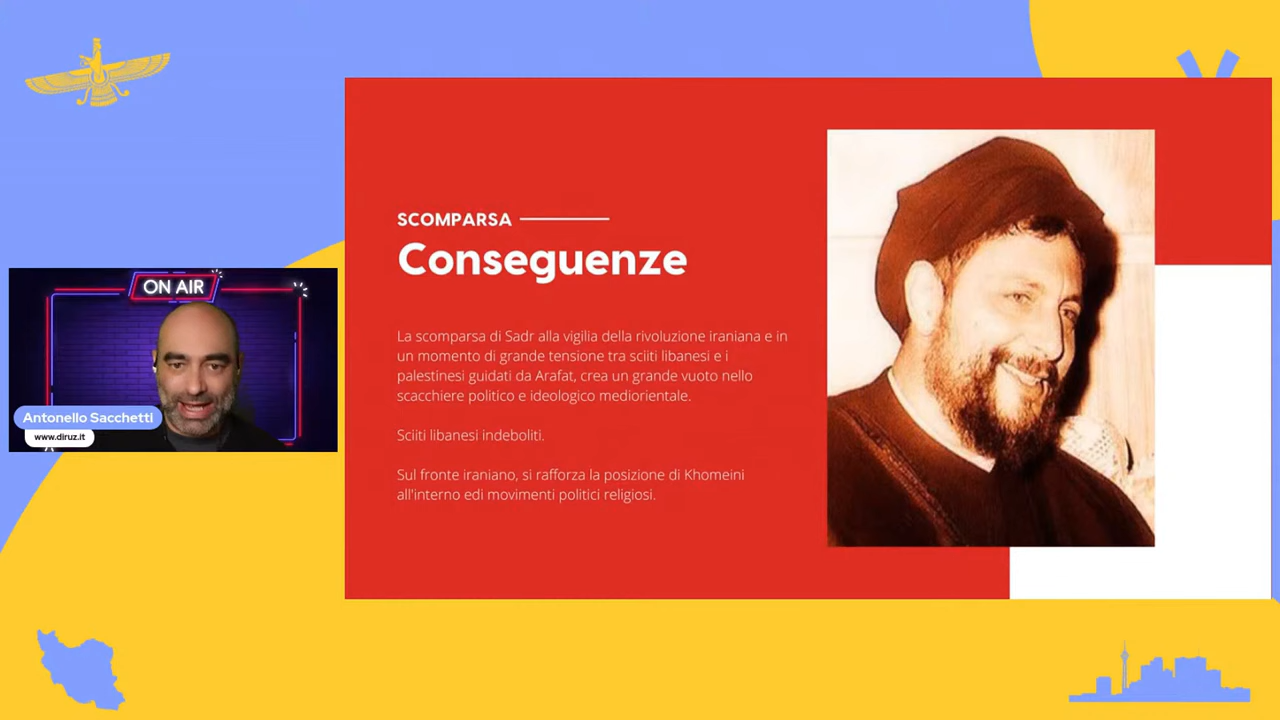 SCOMPARSA
Conseguenze
La scomparsa di Sadr alla vigilia della rivoluzione iraniana e in
un momento di grande tensione tra sciiti libanesi e i
palestinesi guidati da Arafat, crea un grande vuoto nello
scacchiere politico e ideologico mediorientale.
Sciiti libanesi indeboliti.
Sul fronte iraniano, si rafforza la posizione di Khomeini
all'interno edi movimenti politici religiosi.
ON AIR
Antonello Sacchetti
www.diruz.it